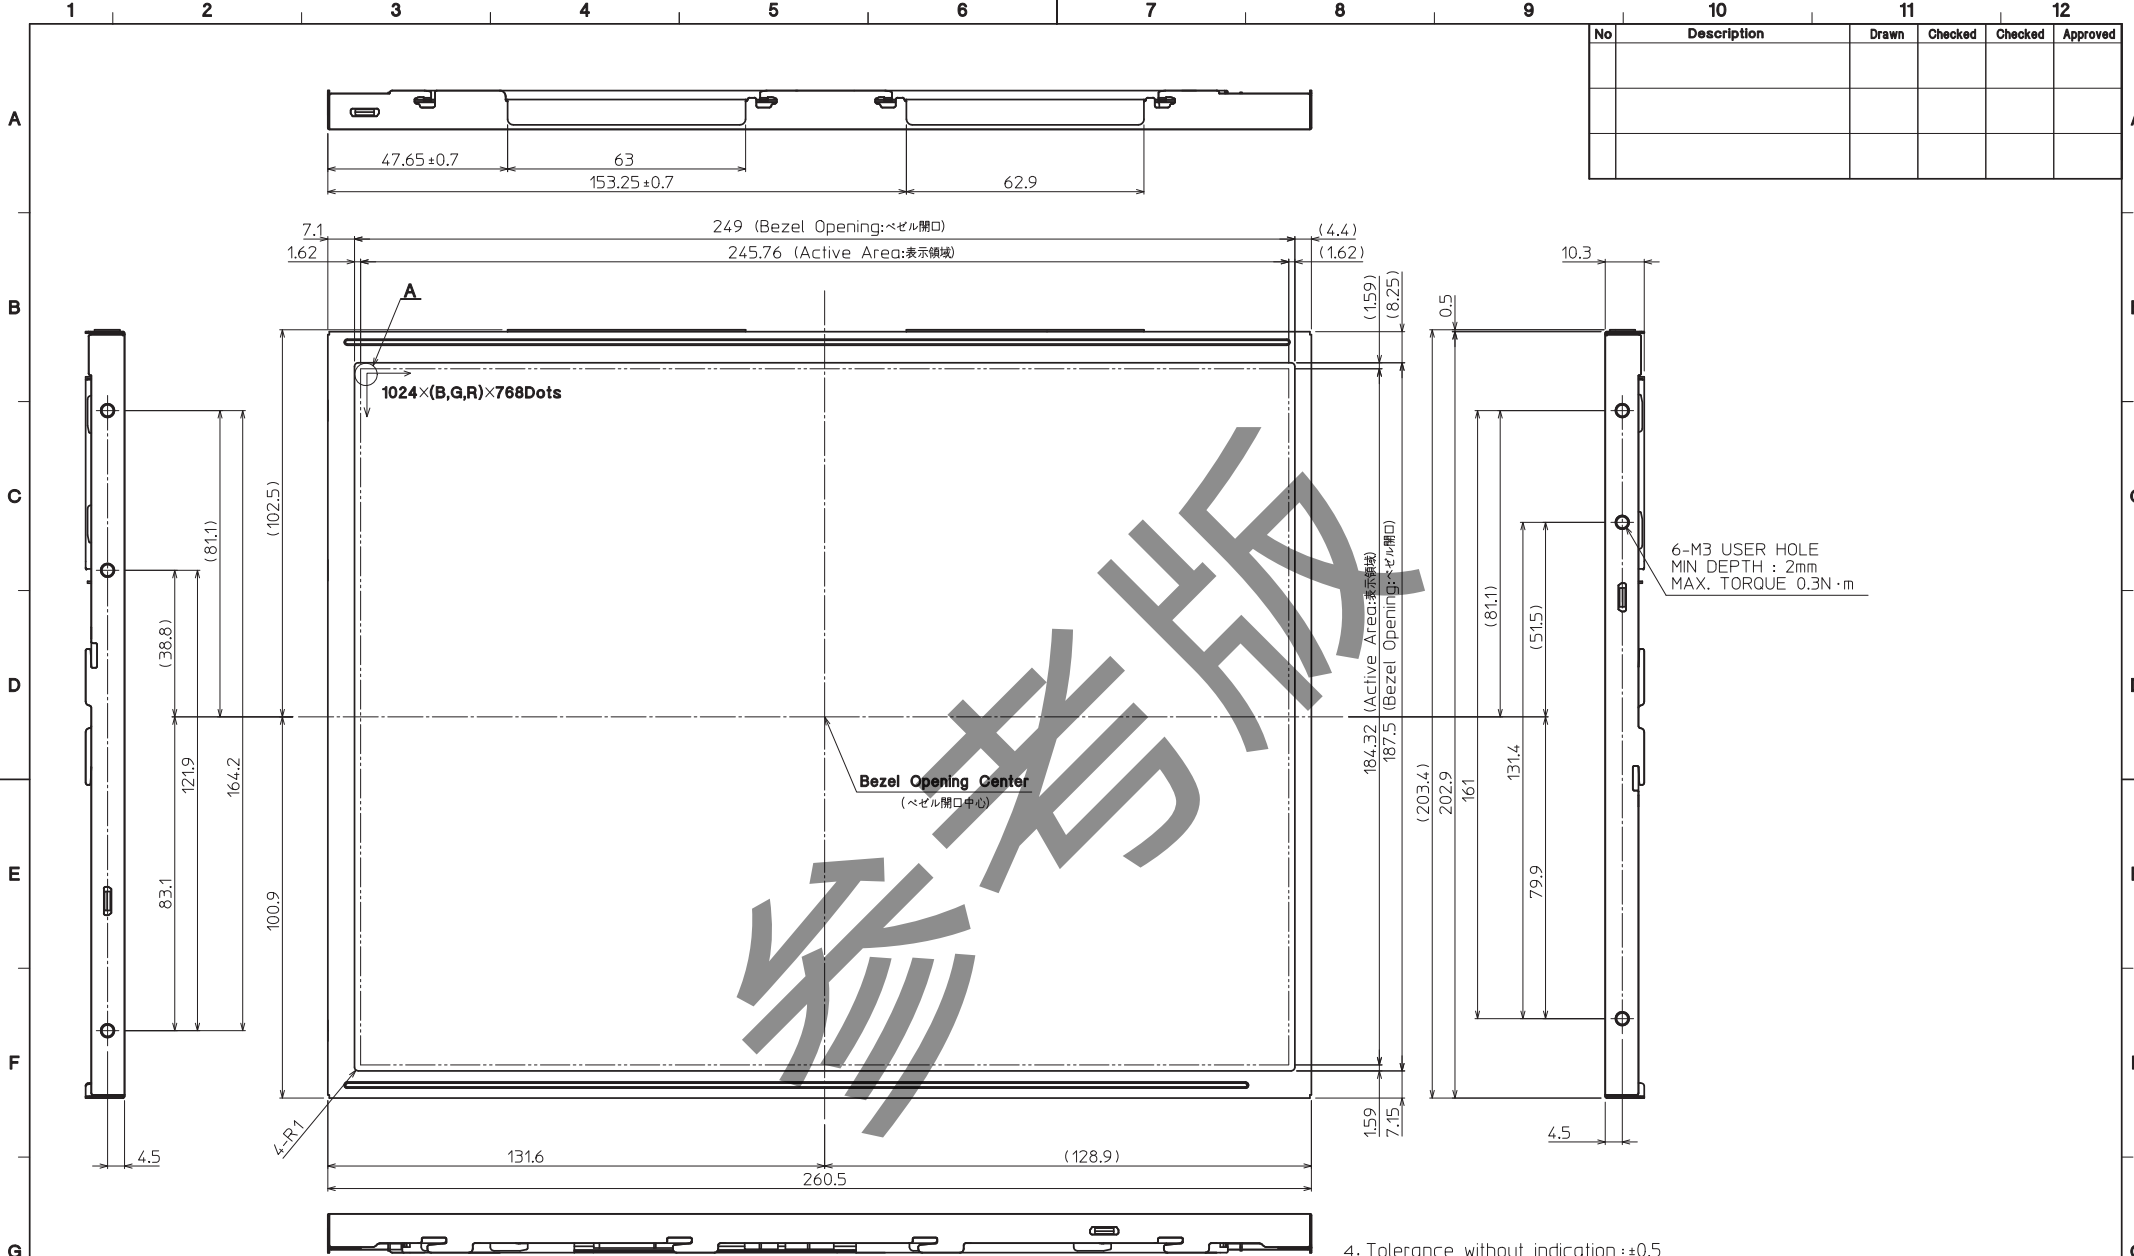 1 2 3 4 5 6 7 8 9 10 11 12
No Description Drawn Checked Checked Approved
A
47.65±0.7
63
153.25±0.7
62.9
7.1
249 (Bezel Opening:ベゼル開口)
(4.4)
1.62
245.76 (Active Area:表示領域)
(1.62)
10.3
B
A
(1.59)
(8.25)
0.5
1024×(B,G,R)×768Dots
C
(102.5)
(81.1)
(38.8)
6-M3 USER HOLE
MIN DEPTH : 2mm
MAX. TORQUE 0.3N·m
(81.1)
(51.5)
D
184.32 (Active Area:表示領域)
187.5 (Bezel Opening:ベゼル開口)
(203.4)
202.9
161
131.4
121.9
164.2
Bezel Opening Center
(ベゼル開口中心)
参考版
E
83.1
100.9
79.9
F
4-R1
1.59
7.15
4.5
4.5
131.6
(128.9)
260.5
G
4. Tolerance without indication : ±0.5